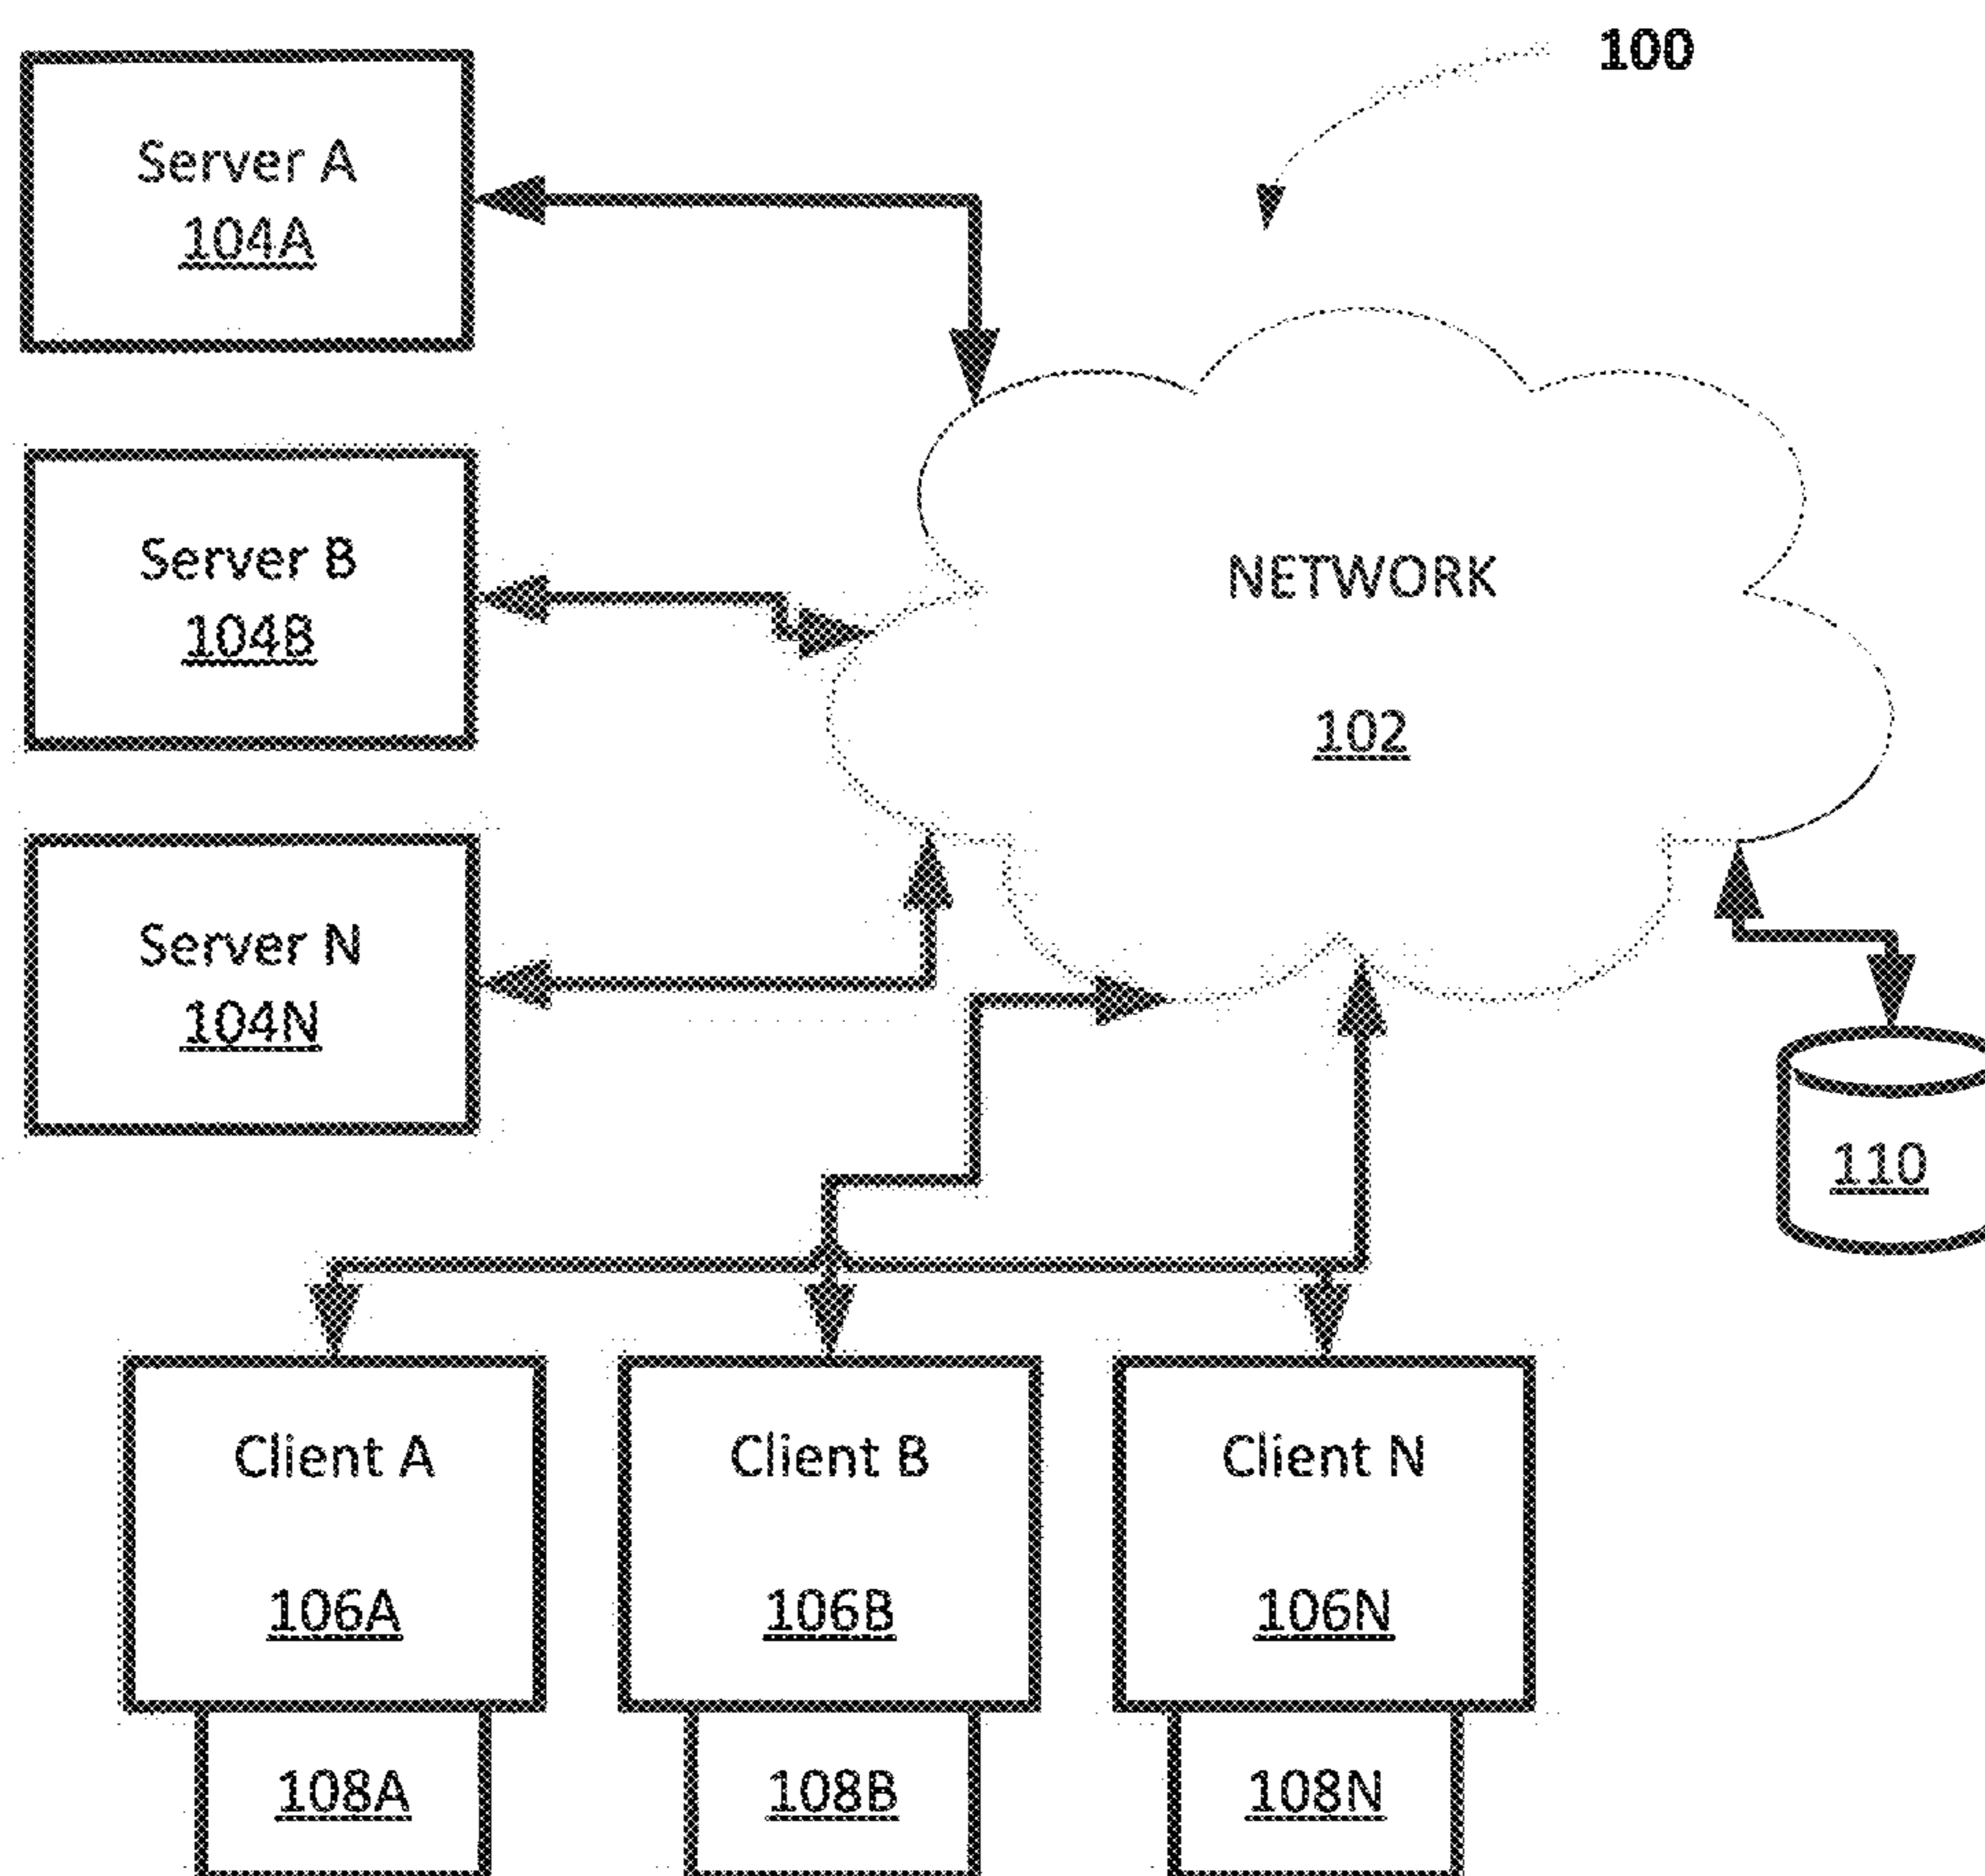 100
Server A
104A
Server B
104B
NETWORK
102
Server N
104N
110
Client A
106A
Client B
106B
Client N
106N
108A
108B
108N